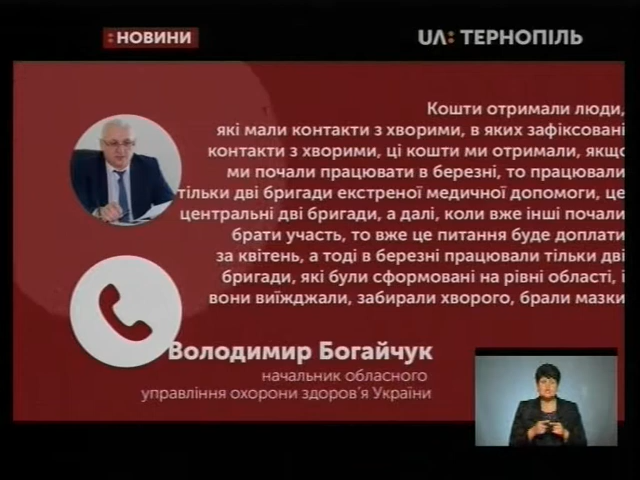 :НОВИНИ
UA: ТЕРНОПІЛЬ
Кошти отримали люди,
які мали контакти з хворими, в яких зафіксовані
контакти з хворими, ці кошти ми отримали, якщо
ми почали працювати в березні, то працювали
тільки дві бригади екстреної медичної допомоги, це
центральні дві бригади, а далі, коли вже інші почали
брати участь, то вже це питання буде доплати
за квітень, а тоді в березні працювали тільки дві
бригади, які були сформовані на рівні області, і
вони виїжджали, забирали хворого, брали мазки
Володимир Богайчук
начальник обласного
управління охорони здоров'я України